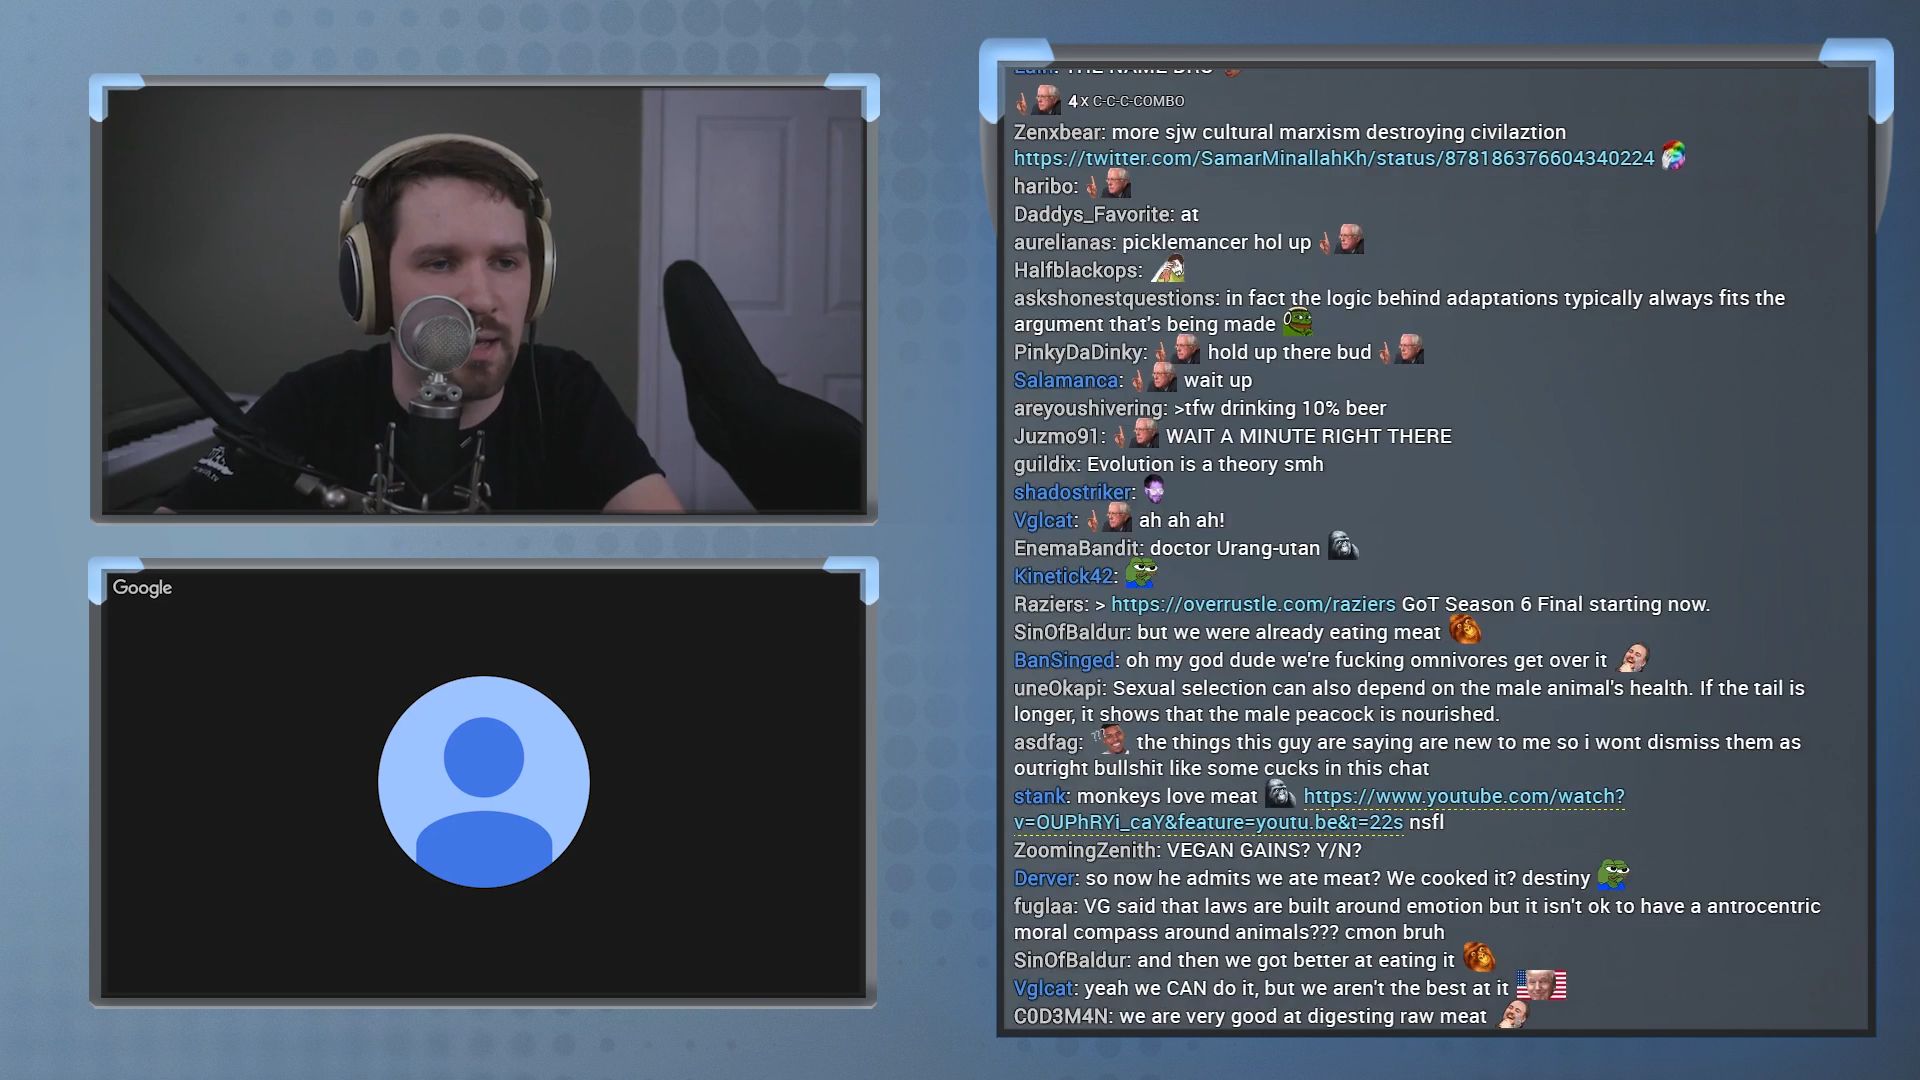 Google
Lain: THE NAME BRO
4x C-C-C-COMBO
Zenxbear: more sjw cultural marxism destroying civilaztion
https://twitter.com/SamarMinallahKh/status/878186376604340224
haribo:
Daddys_Favorite: at
aurelianas: picklemancer hol up
Halfblackops:
askshonestquestions: in fact the logic behind adaptations typically always fits the
argument that's being made
PinkyDaDinky: hold up there bud
Salamanca: wait up
areyoushivering: >tfw drinking 10% beer
Juzmo91: WAIT A MINUTE RIGHT THERE
guildix: Evolution is a theory smh
shadostriker:
Vglcat: ah ah ah!
EnemaBandit: doctor Urang-utan
Kinetick42:
Raziers: > https://overrustle.com/raziers GoT Season 6 Final starting now.
SinOfBaldur: but we were already eating meat
BanSinged: oh my god dude we're fucking omnivores get over it
uneOkapi: Sexual selection can also depend on the male animal's health. If the tail is
longer, it shows that the male peacock is nourished.
asdfag: ??? the things this guy are saying are new to me so i wont dismiss them as
outright bullshit like some cucks in this chat
stank: monkeys love meat https://www.youtube.com/watch?
v=OUPhRYi_caY&feature=youtu.be&t=22s nsfl
ZoomingZenith: VEGAN GAINS? Y/N?
Derver: so now he admits we ate meat? We cooked it? destiny
fuglaa: VG said that laws are built around emotion but it isn't ok to have a antrocentric
moral compass around animals??? cmon bruh
SinOfBaldur: and then we got better at eating it
Vglcat: yeah we CAN do it, but we aren't the best at it
C0D3M4N: we are very good at digesting raw meat